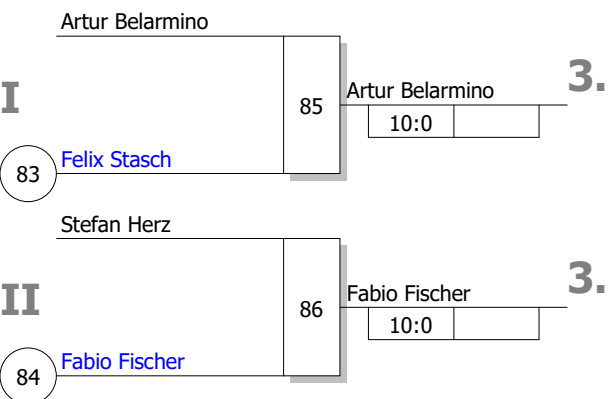 Artur Belarmino
I
85
Artur Belarmino
3.
10:0
83
Felix Stasch
Stefan Herz
II
86
Fabio Fischer
3.
10:0
84
Fabio Fischer